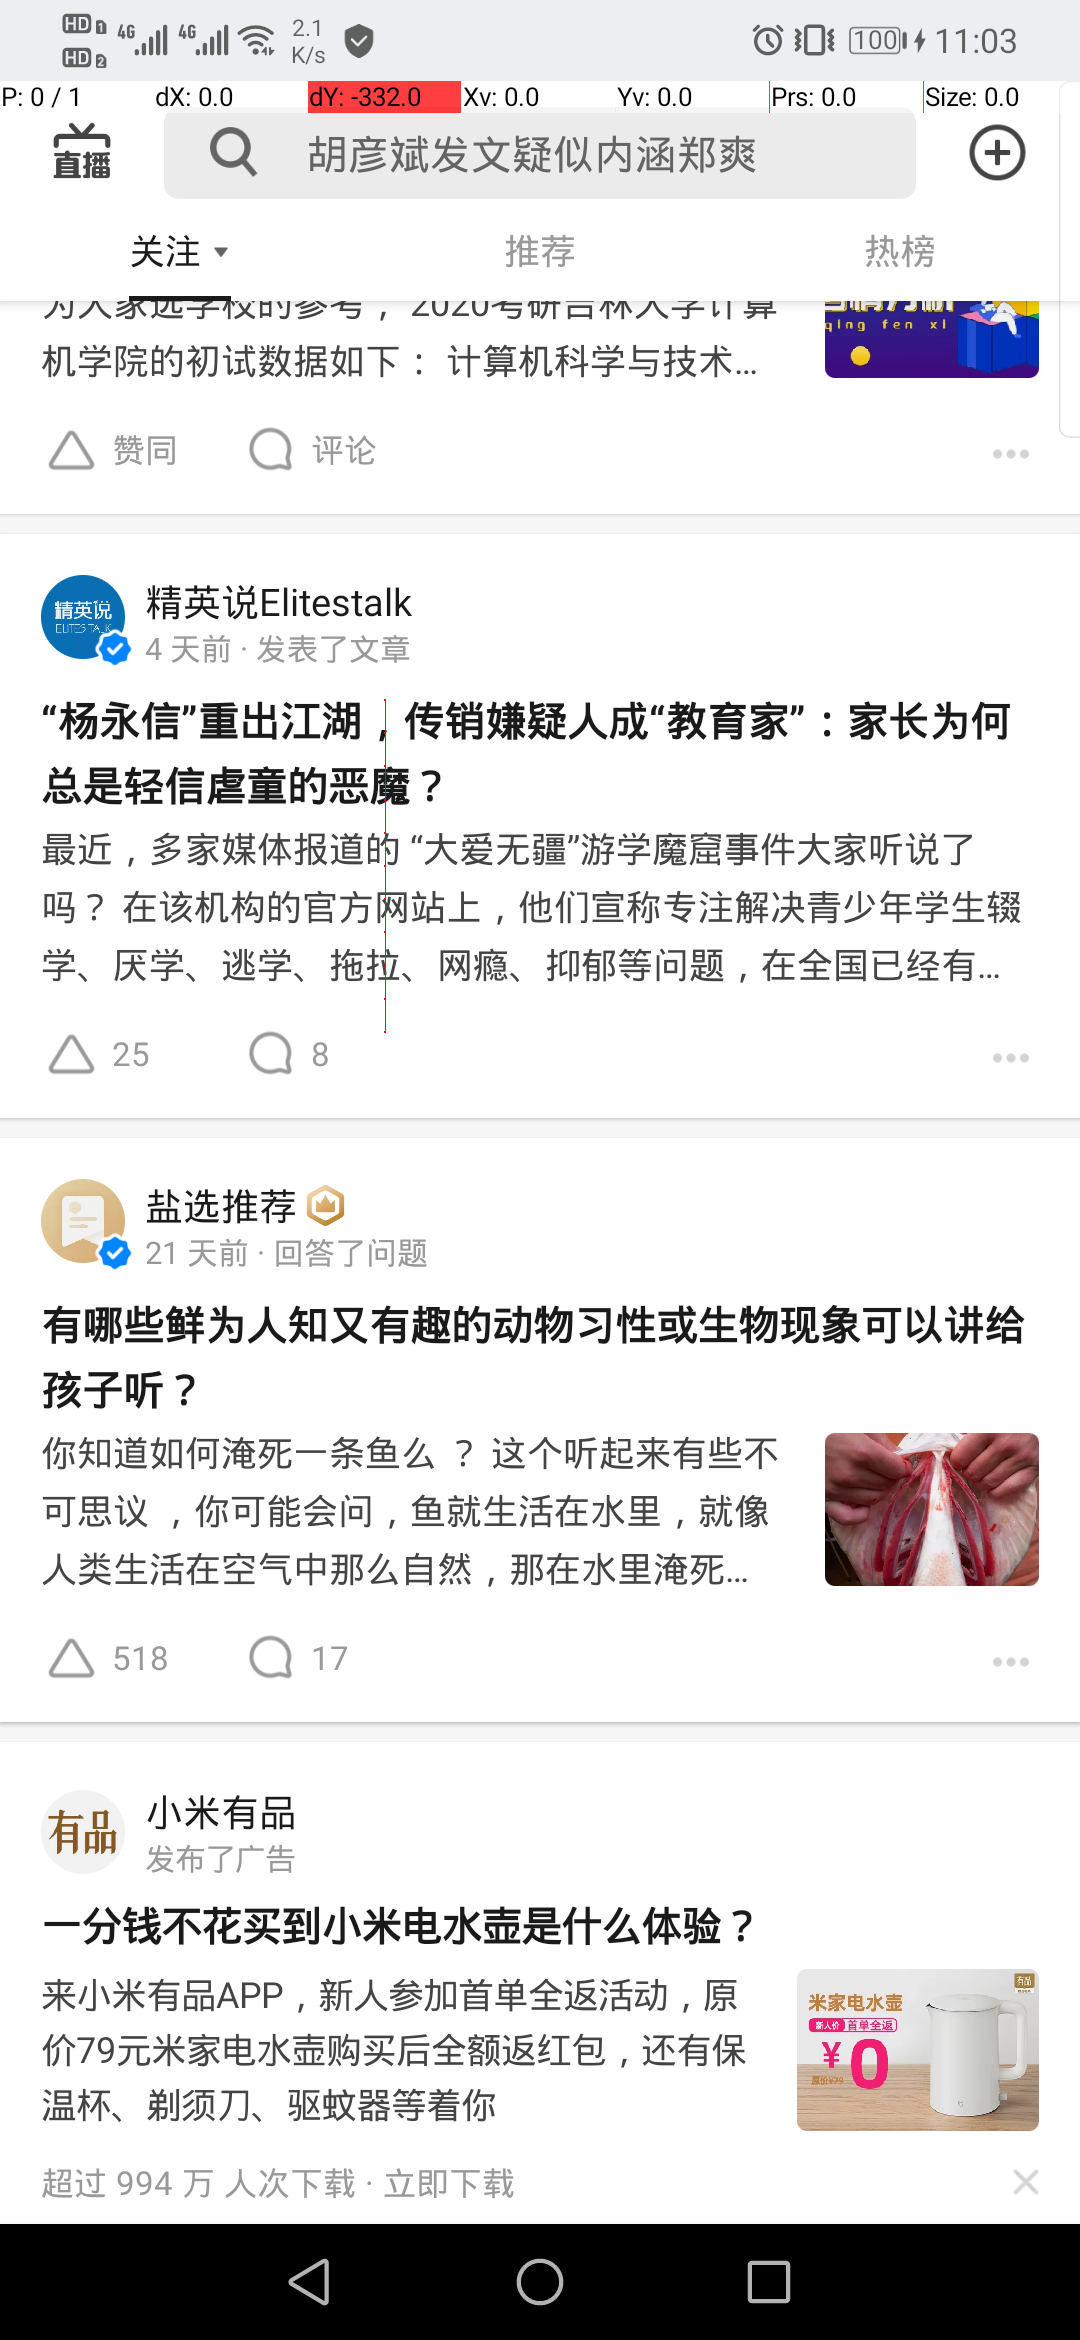 HD 1 4G 4G 2.1 100 11:03
HD 2 K/s
P: 0 / 1 dX: 0.0 dY: -332.0 Xv: 0.0 Yv: 0.0 Prs: 0.0 Size: 0.0
直播 胡彦斌发文疑似内涵郑爽
关注 推荐 热榜
为大家选学校的参考， 2020考研吉林大学计算
机学院的初试数据如下： 计算机科学与技术...
qing fen xi
赞同 评论
精英说
ELITESTALK
精英说Elitestalk
4 天前 · 发表了文章
“杨永信”重出江湖，传销嫌疑人成“教育家”：家长为何
总是轻信虐童的恶魔？
最近，多家媒体报道的 “大爱无疆”游学魔窟事件大家听说了
吗？ 在该机构的官方网站上，他们宣称专注解决青少年学生辍
学、厌学、逃学、拖拉、网瘾、抑郁等问题，在全国已经有...
25 8
盐选推荐
21 天前 · 回答了问题
有哪些鲜为人知又有趣的动物习性或生物现象可以讲给
孩子听？
你知道如何淹死一条鱼么 ？ 这个听起来有些不
可思议 ，你可能会问，鱼就生活在水里，就像
人类生活在空气中那么自然，那在水里淹死...
518 17
有品
小米有品
发布了广告
一分钱不花买到小米电水壶是什么体验？
来小米有品APP，新人参加首单全返活动，原
价79元米家电水壶购买后全额返红包，还有保
温杯、剃须刀、驱蚊器等着你
有品
米家电水壶
新人价 首单全返
¥0
原价¥79
超过 994 万 人次下载 · 立即下载